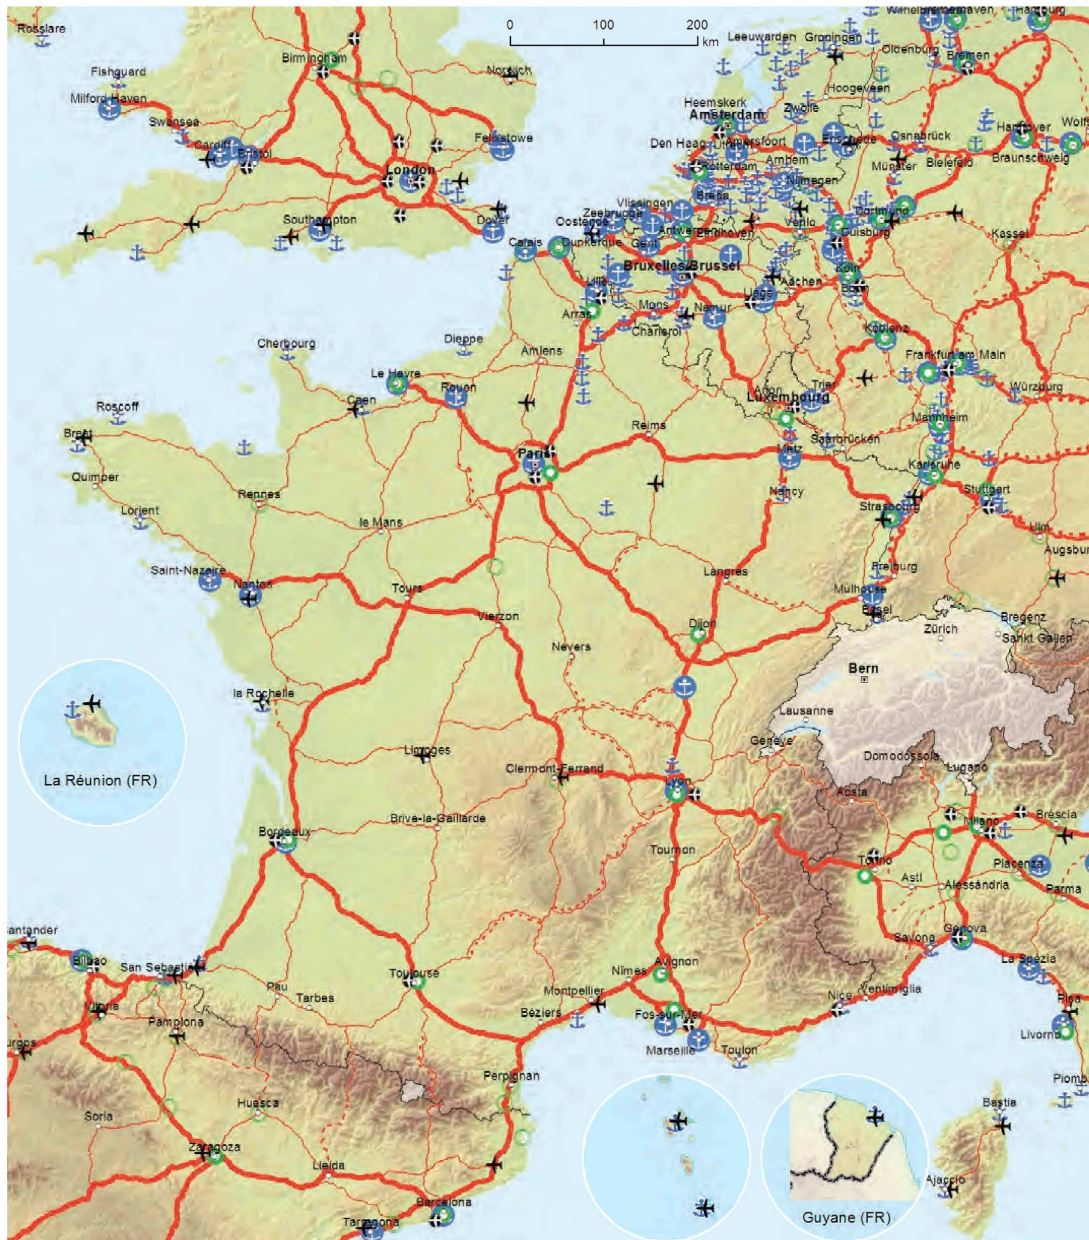 Rosslare
Birmingham
Norwich
Fishguard
Milford Haven
Swansea
Cardiff
Bristol
London
Felixstowe
Southampton
Dover
0 100 200
km
Leeuwarden
Groningen
Oldenburg
Bremen
Hoogeveen
Heemskerk
Zwolle
Amsterdam
Den Haag
Amersfoort
Enschede
Osnabrück
Hannover
Rotterdam
Arnhem
Münster
Bielefeld
Braunschweig
Nijmegen
Breda
Vlissingen
Zeebrugge
Oostende
Antwerpen
Eindhoven
Venlo
Dortmund
Duisburg
Kassel
Calais
Dunkerque
Gent
Bruxelles/Brussel
Aachen
Köln
Bonn
Lille
Liège
Mons
Namur
Arras
Charleroi
Koblenz
Dieppe
Cherbourg
Amiens
Frankfurt am Main
Le Havre
Rouen
Arlon
Trier
Würzburg
Caen
Luxembourg
Roscoff
Reims
Mannheim
Brest
Saarbrücken
Paris
Metz
Karlsruhe
Quimper
Rennes
Nancy
Stuttgart
Lorient
le Mans
Strasbourg
Ulm
Augsburg
Saint-Nazaire
Nantes
Tours
Langres
Freiburg
Mulhouse
Basel
Vierzon
Dijon
Bregenz
Zürich
Sankt Gallen
Nevers
Bern
la Rochelle
Lausanne
Genève
La Réunion (FR)
Limoges
Clermont-Ferrand
Lyon
Domodossola
Lugano
Aosta
Bordeaux
Brive-la-Gaillarde
Milano
Brescia
Tournon
Torino
Asti
Piacenza
Alessándria
Parma
Santander
Bilbao
San Sebastia
Savona
Genova
La Spézia
Toulouse
Nîmes
Avignon
Pau
Tarbes
Montpellier
Béziers
Nice
Ventimiglia
Pisa
Vitoria
Pamplona
Fos-sur-Mer
Livorno
urgos
Marseille
Toulon
Perpignan
Piomb
Soria
Huesca
Bastia
Zaragoza
Lleida
Ajaccio
Barcelona
Tarragona
Guyane (FR)